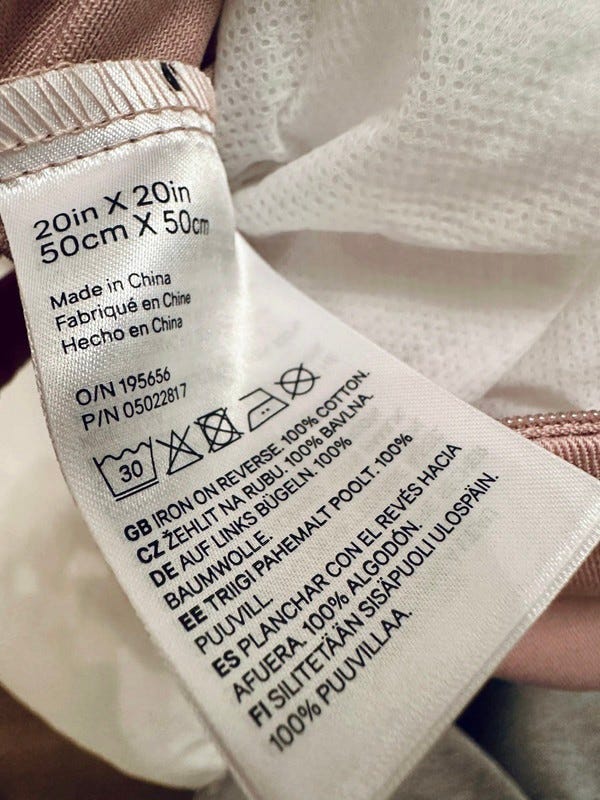 20in X 20in
50cm X 50cm
Made in China
Fabriqué en Chine
Hecho en China
O/N 195656
P/N 05022817
30
GB IRON ON REVERSE. 100% COTTON.
CZ ŽEHLIT NA RUBU. 100% BAVLNA.
DE AUF LINKS BÜGELN. 100%
BAUMWOLLE.
EE TRIIGI PAHEMALT POOLT. 100%
PUUVILL.
ES PLANCHAR CON EL REVÉS HACIA
AFUERA. 100% ALGODÓN.
FI SILITETÄÄN SISÄPUOLI ULOSPÄIN.
100% PUUVILLAA.